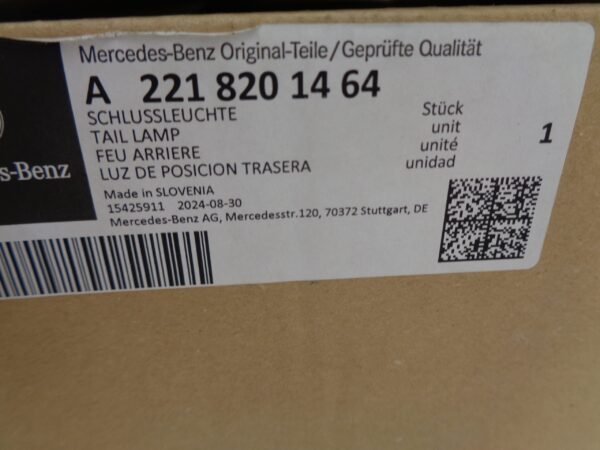 Mercedes-Benz Original-Teile/Geprüfte Qualität
A 221 820 14 64
SCHLUSSLEUCHTE
TAIL LAMP
FEU ARRIERE
LUZ DE POSICION TRASERA
Stück
unit
unité
unidad
1
s-Benz
Made in SLOVENIA
15425911 2024-08-30
Mercedes-Benz AG, Mercedesstr.120, 70372 Stuttgart, DE